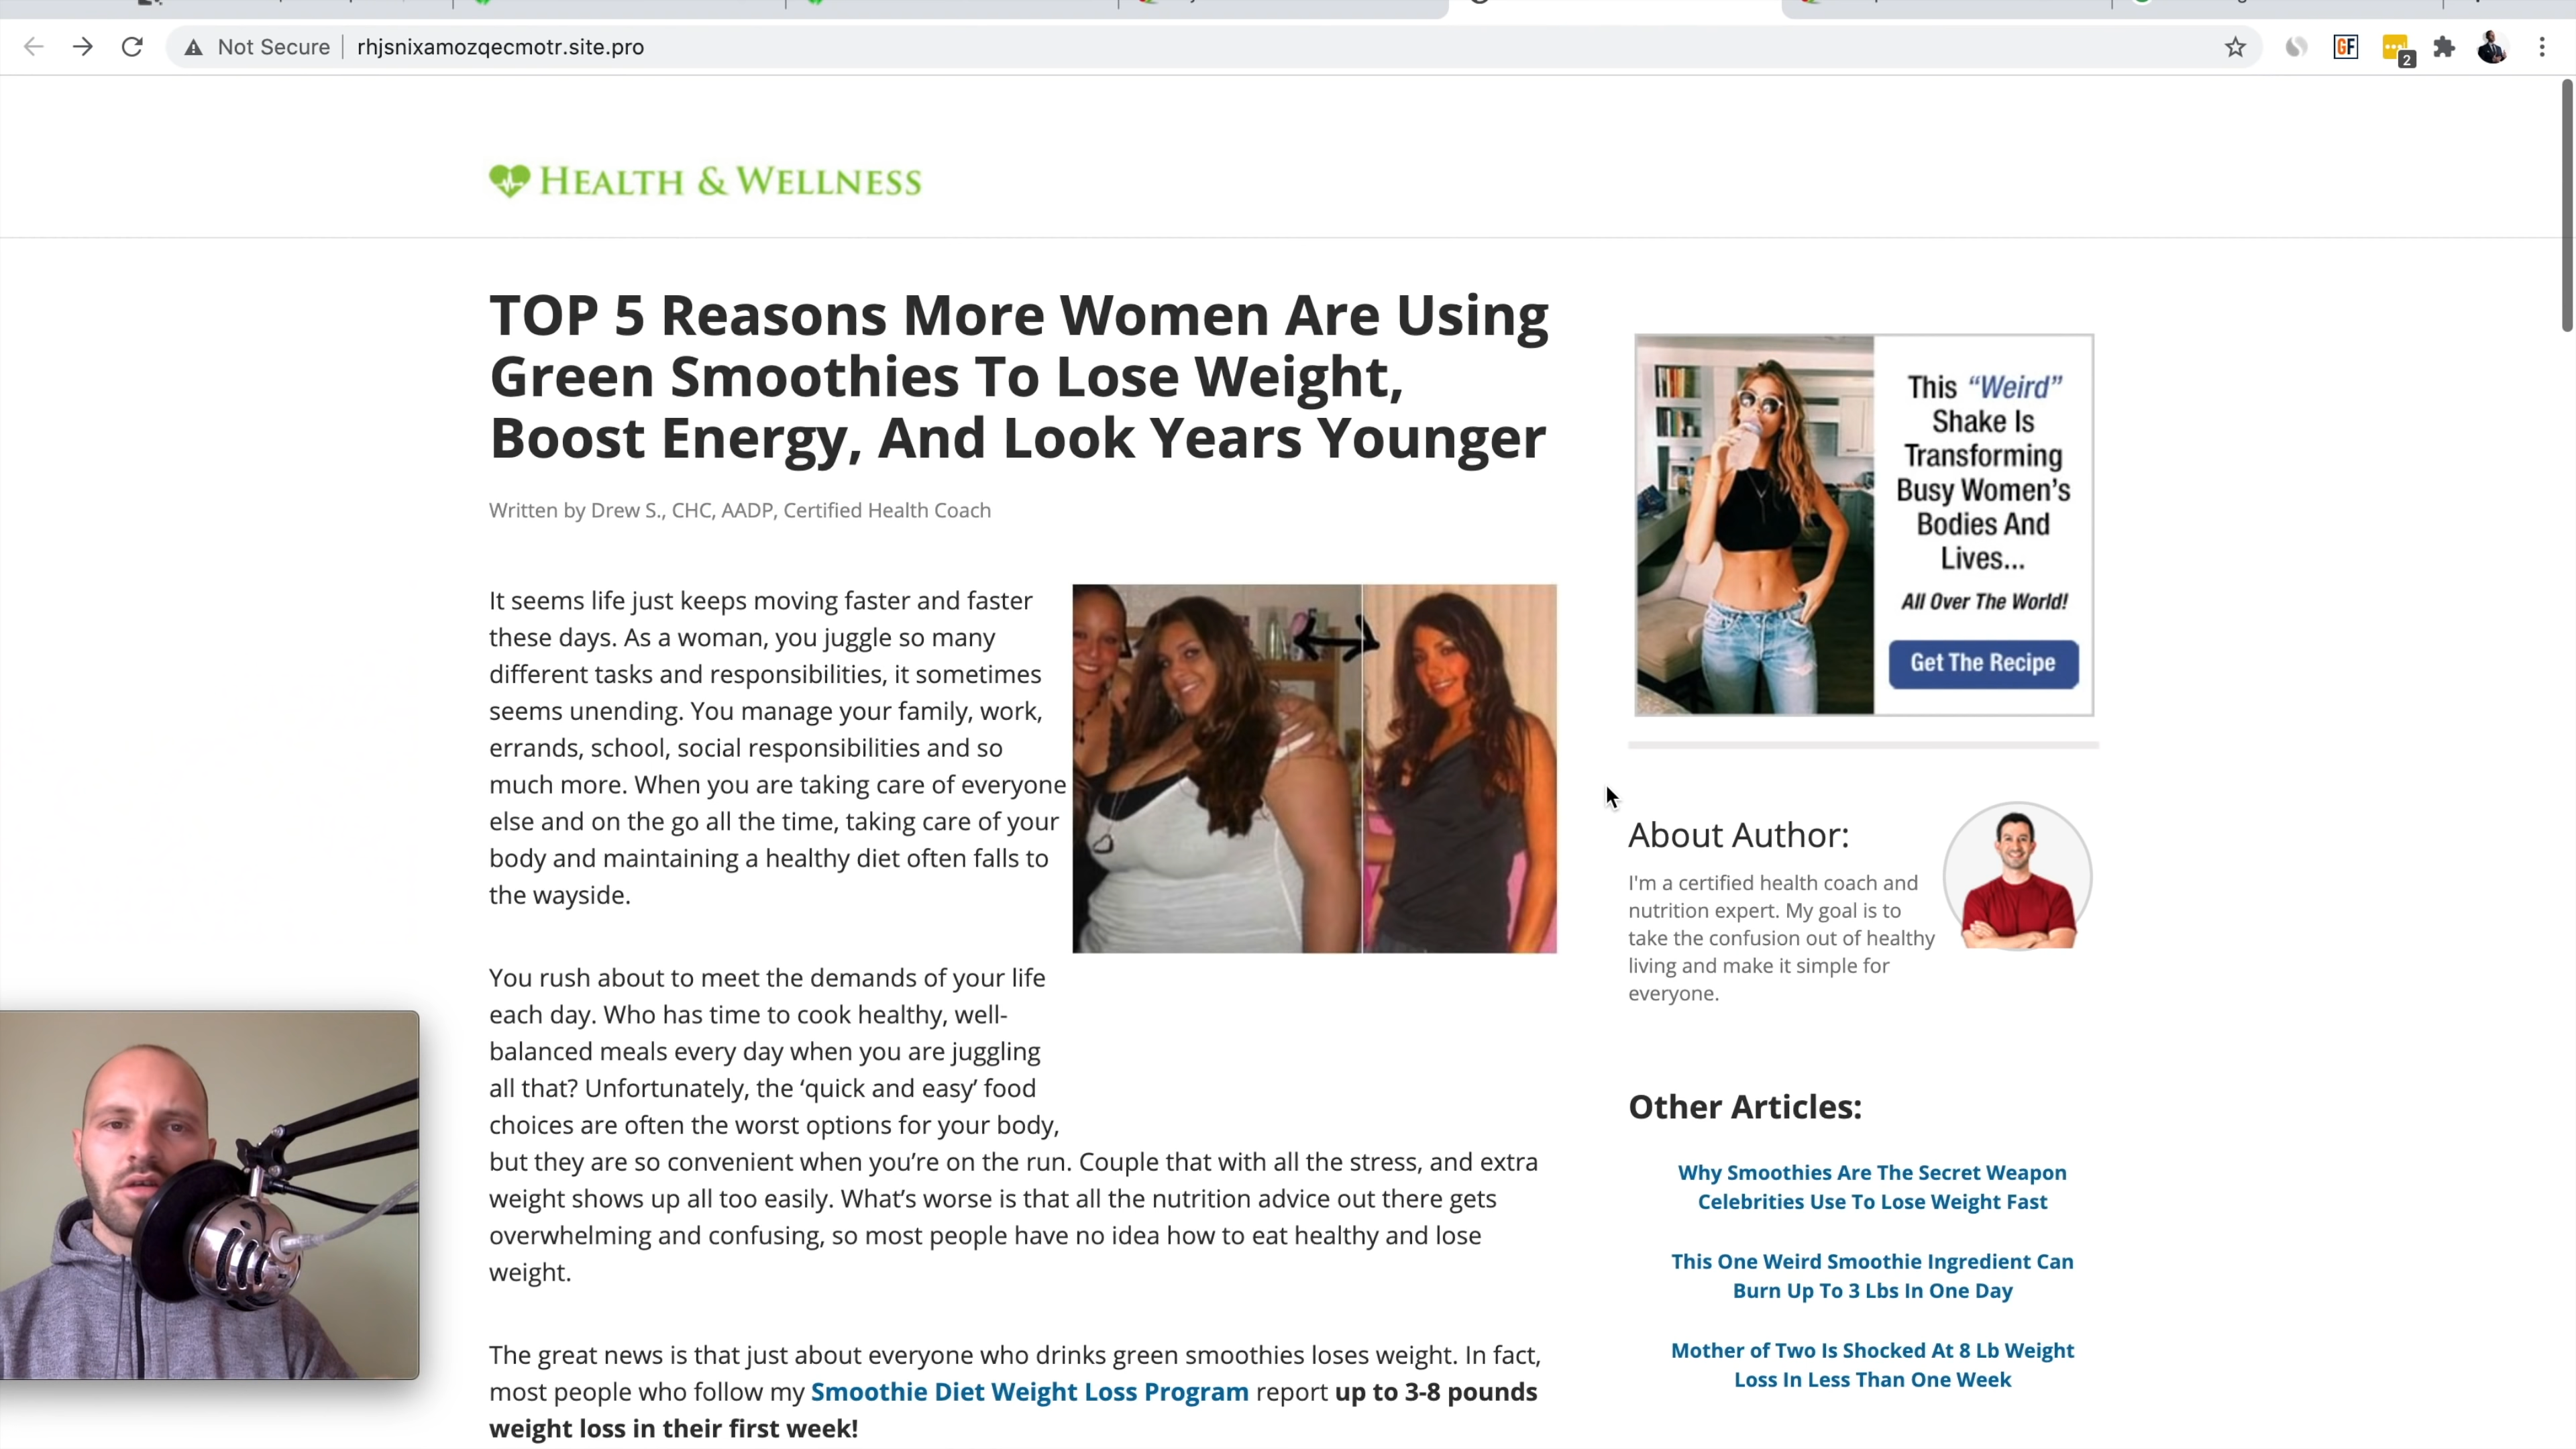 Not Secure
rhjsnixamozqecmotr.site.pro
GF
2
HEALTH & WELLNESS
TOP 5 Reasons More Women Are Using
Green Smoothies To Lose Weight,
Boost Energy, And Look Years Younger
Written by Drew S., CHC, AADP, Certified Health Coach
It seems life just keeps moving faster and faster
these days. As a woman, you juggle so many
different tasks and responsibilities, it sometimes
seems unending. You manage your family, work,
errands, school, social responsibilities and so
much more. When you are taking care of everyone
else and on the go all the time, taking care of your
body and maintaining a healthy diet often falls to
the wayside.
You rush about to meet the demands of your life
each day. Who has time to cook healthy, well-
balanced meals every day when you are juggling
all that? Unfortunately, the ‘quick and easy’ food
choices are often the worst options for your body,
but they are so convenient when you’re on the run. Couple that with all the stress, and extra
weight shows up all too easily. What’s worse is that all the nutrition advice out there gets
overwhelming and confusing, so most people have no idea how to eat healthy and lose
weight.
The great news is that just about everyone who drinks green smoothies loses weight. In fact,
most people who follow my Smoothie Diet Weight Loss Program report up to 3-8 pounds
weight loss in their first week!
This “Weird”
Shake Is
Transforming
Busy Women’s
Bodies And
Lives...
All Over The World!
Get The Recipe
About Author:
I'm a certified health coach and
nutrition expert. My goal is to
take the confusion out of healthy
living and make it simple for
everyone.
Other Articles:
Why Smoothies Are The Secret Weapon
Celebrities Use To Lose Weight Fast
This One Weird Smoothie Ingredient Can
Burn Up To 3 Lbs In One Day
Mother of Two Is Shocked At 8 Lb Weight
Loss In Less Than One Week